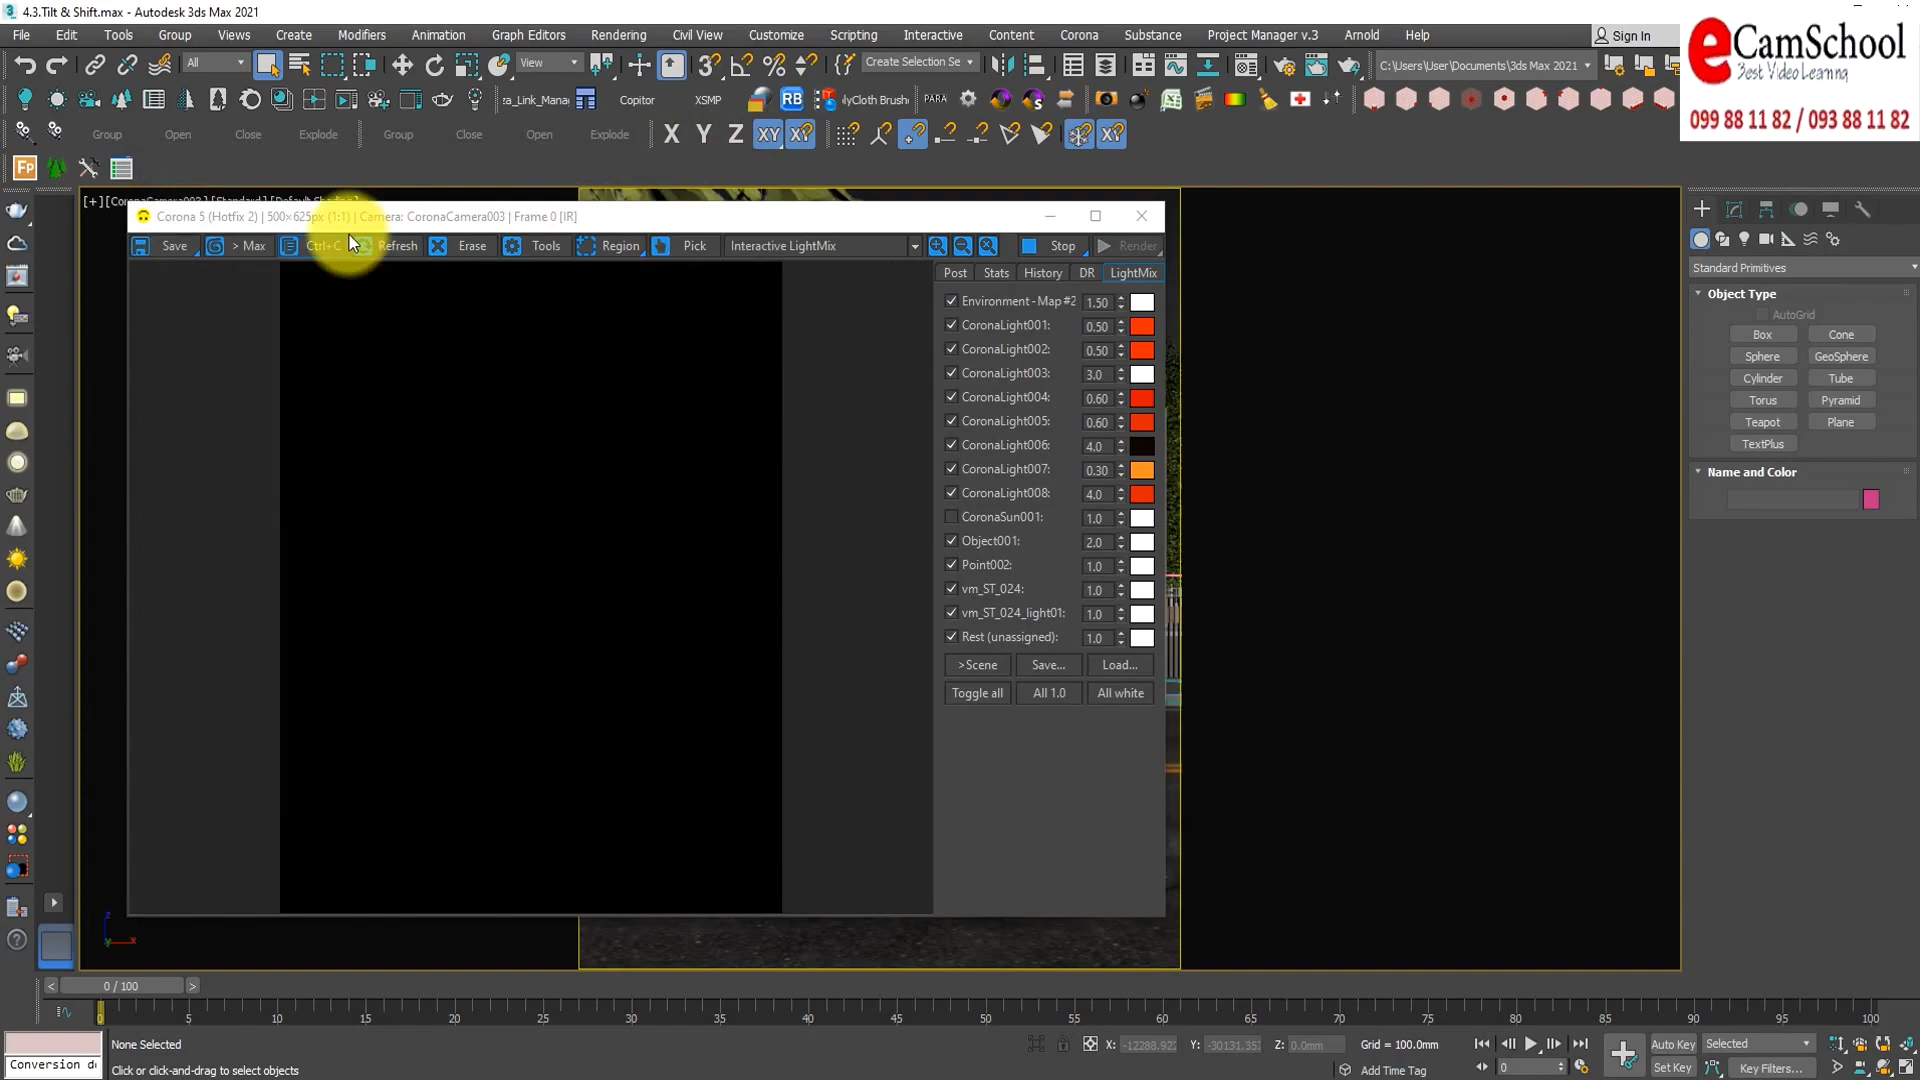 4.3.Tilt & Shift.max - Autodesk 3ds Max 2021
File Edit Tools Group Views Create Modifiers Animation Graph Editors Rendering Civil View Customize Scripting Interactive Content Corona Substance Project Manager v.3 Arnold Help Sign In
eCamSchool
Best Video Learning
099 88 11 82 / 093 88 11 82
All View Create Selection Se C:\Users\User\Documents\3ds Max 2021
ra_Link_Manag Copitor XSMP RB lyCloth Brush PARA
Group Open Close Explode Group Close Open Explode X Y Z XY XY
Fp
Corona 5 (Hotfix 2) | 500×625px (1:1) | Camera: CoronaCamera003 | Frame 0 [IR]
Save > Max Ctrl+C Refresh Erase Tools Region Pick Interactive LightMix Stop Render
Post Stats History DR LightMix
Environment - Map #2 1.50
CoronaLight001: 0.50
CoronaLight002: 0.50
CoronaLight003: 3.0
CoronaLight004: 0.60
CoronaLight005: 0.60
CoronaLight006: 4.0
CoronaLight007: 0.30
CoronaLight008: 4.0
CoronaSun001: 1.0
Object001: 2.0
Point002: 1.0
vm_ST_024: 1.0
vm_ST_024_light01: 1.0
Rest (unassigned): 1.0
>Scene Save... Load...
Toggle all All 1.0 All white
Standard Primitives
Object Type
AutoGrid
Box Cone
Sphere GeoSphere
Cylinder Tube
Torus Pyramid
Teapot Plane
TextPlus
Name and Color
z
y x
< 0 / 100 >
0 5 10 15 20 25 30 35 40 45 50 55 60 65 70 75 80 85 90 95 100
None Selected X: Y: Z: 0.0mm Grid = 100.0mm Auto Key Selected
Conversion d Click or click-and-drag to select objects Add Time Tag 0 Set Key Key Filters...